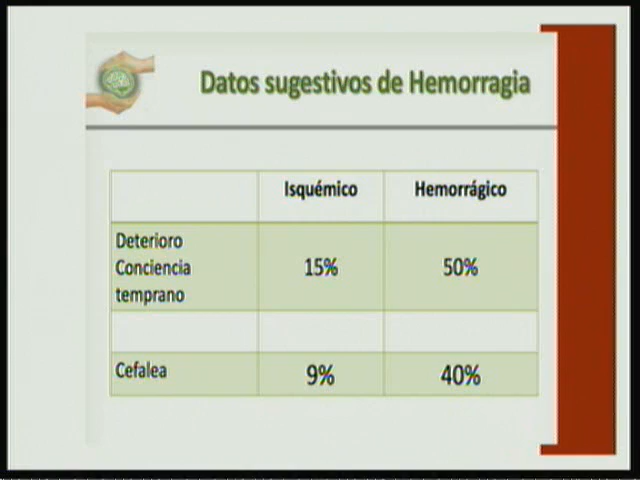 Datos sugestivos de Hemorragia
Isquémico Hemorrágico
Deterioro
Conciencia 15% 50%
temprano
Cefalea 9% 40%